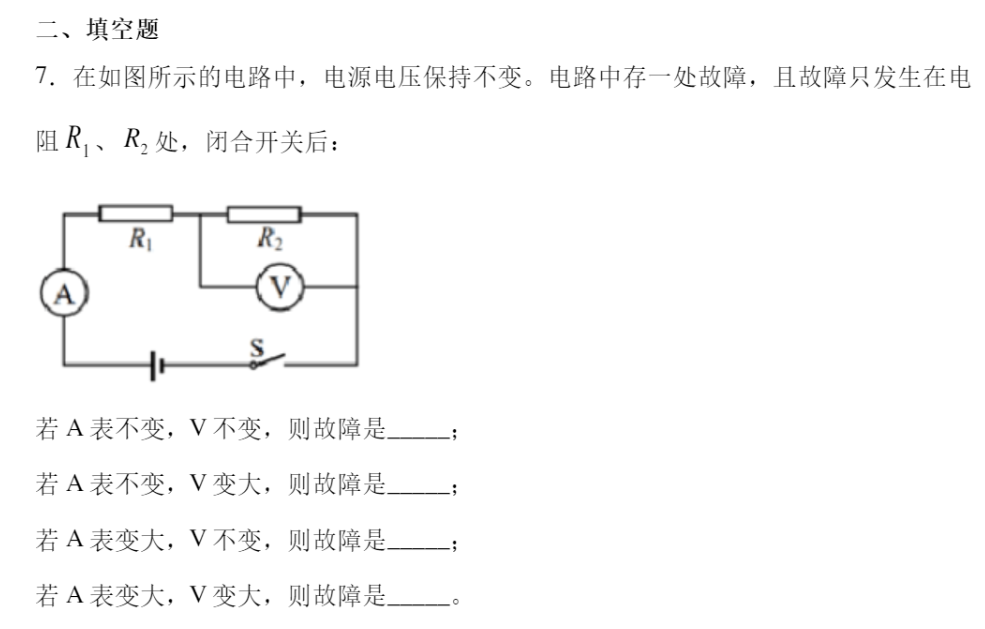 二、填空题
7．在如图所示的电路中，电源电压保持不变。电路中存一处故障，且故障只发生在电
阻 R₁、 R₂ 处，闭合开关后：
R₁
R₂
V
A
S
若 A 表不变，V 不变，则故障是_____；
若 A 表不变，V 变大，则故障是_____；
若 A 表变大，V 不变，则故障是_____；
若 A 表变大，V 变大，则故障是_____。